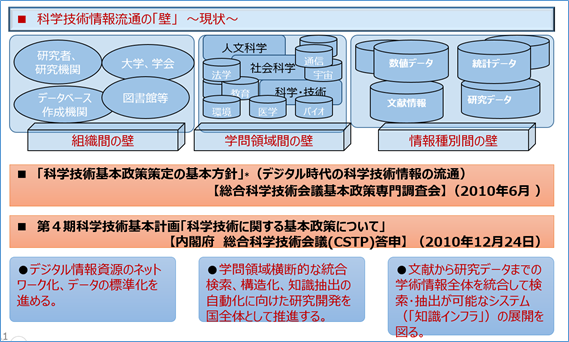 ■ 科学技術情報流通の「壁」 ~現状~
研究者、
研究機関
大学、学会
データベース
作成機関
図書館等
組織間の壁
人文科学
通信
法学
社会科学
宇宙
教育
科学・技術
環境
医学
バイオ
学問領域間の壁
数値データ
統計データ
文献情報
研究データ
情報種別間の壁
■ 「科学技術基本政策策定の基本方針」*(デジタル時代の科学技術情報の流通)
【総合科学技術会議基本政策専門調査会】(2010年6月 )
■ 第4期科学技術基本計画「科学技術に関する基本政策について」
【内閣府 総合科学技術会議(CSTP)答申】 (2010年12月24日)
●デジタル情報資源のネット
ワーク化、データの標準化を
進める。
●学問領域横断的な統合
検索、構造化、知識抽出の
自動化に向けた研究開発を
国全体として推進する。
●文献から研究データまでの
学術情報全体を統合して検
索・抽出が可能なシステム
(「知識インフラ」)の展開を
図る。
1